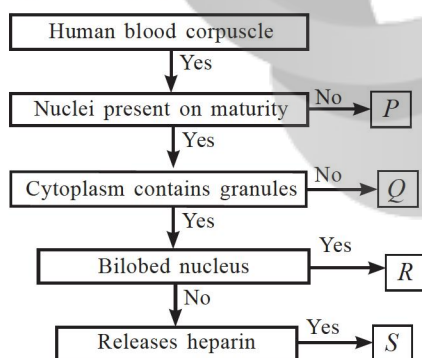 Human blood corpuscle
Yes
Nuclei present on maturity
No
P
Yes
Cytoplasm contains granules
No
Q
Yes
Bilobed nucleus
Yes
R
No
Releases heparin
Yes
S